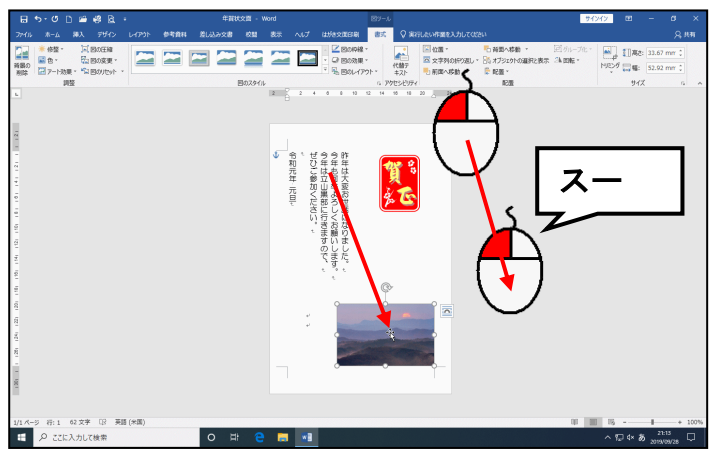 年賀状文面 - Word
図ツール
サインイン
ファイル ホーム 挿入 デザイン レイアウト 参考資料 差し込み文書 校閲 表示 ヘルプ はがき文面印刷 書式 実行したい作業を入力してください 共有
背景の削除
修整
色
アート効果
図の圧縮
図の変更
図のリセット
調整
図のスタイル
図の枠線
図の効果
図のレイアウト
代替テキスト
アクセシビリティ
位置
文字列の折り返し
前面へ移動
背面へ移動
オブジェクトの選択と表示
配置
グループ化
回転
配置
トリミング
高さ: 33.67 mm
幅: 52.92 mm
サイズ
賀正
昨年は大変お世話になりました。
今年もよろしくお願いします。
今年は立山黒部に行きますので、
ぜひご参加ください。
令和元年 元旦
スー
1/1 ページ 行: 1 62 文字 英語 (米国) 100%
ここに入力して検索
あ
21:15
2019/09/28